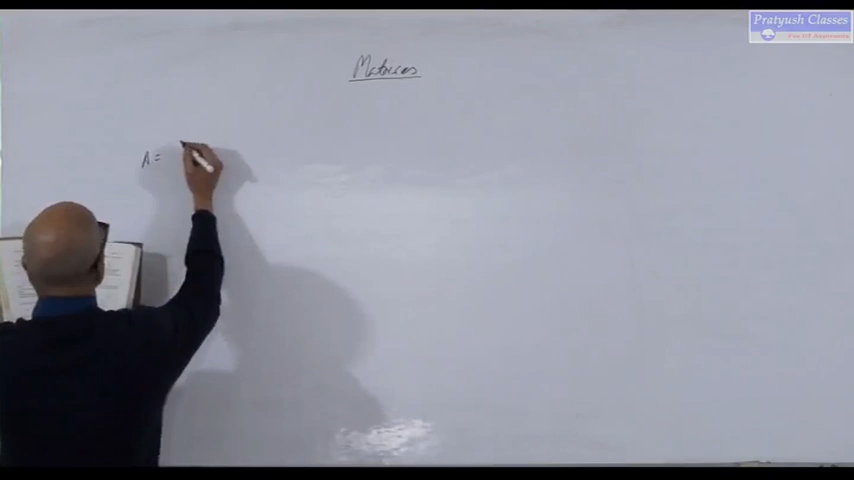 Pratyush Classes
Matrices
A =